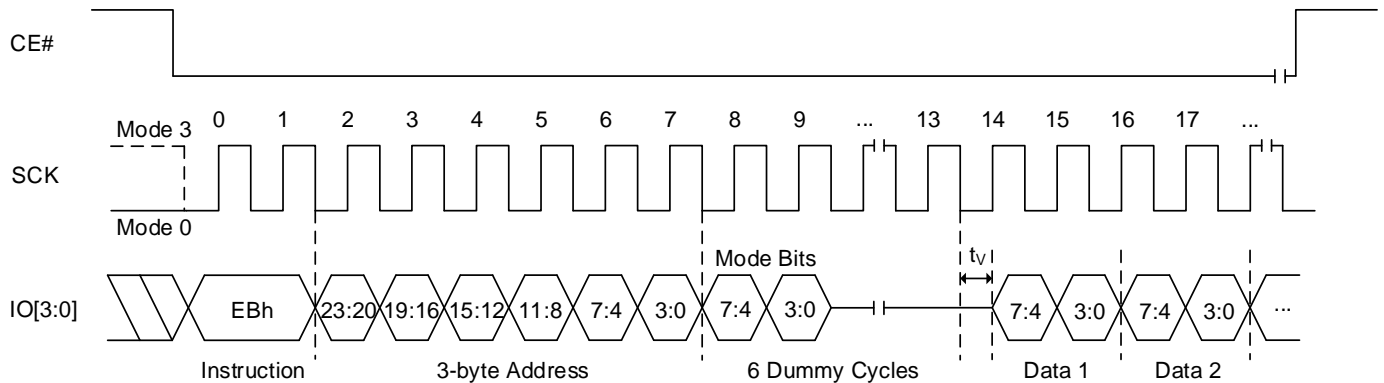 CE#
0 1 2 3 4 5 6 7 8 9 ... 13 14 15 16 17 ...
Mode 3
SCK
Mode 0
Mode Bits
tV
IO[3:0]
EBh 23:20 19:16 15:12 11:8 7:4 3:0 7:4 3:0 7:4 3:0 7:4 3:0 ...
Instruction 3-byte Address 6 Dummy Cycles Data 1 Data 2